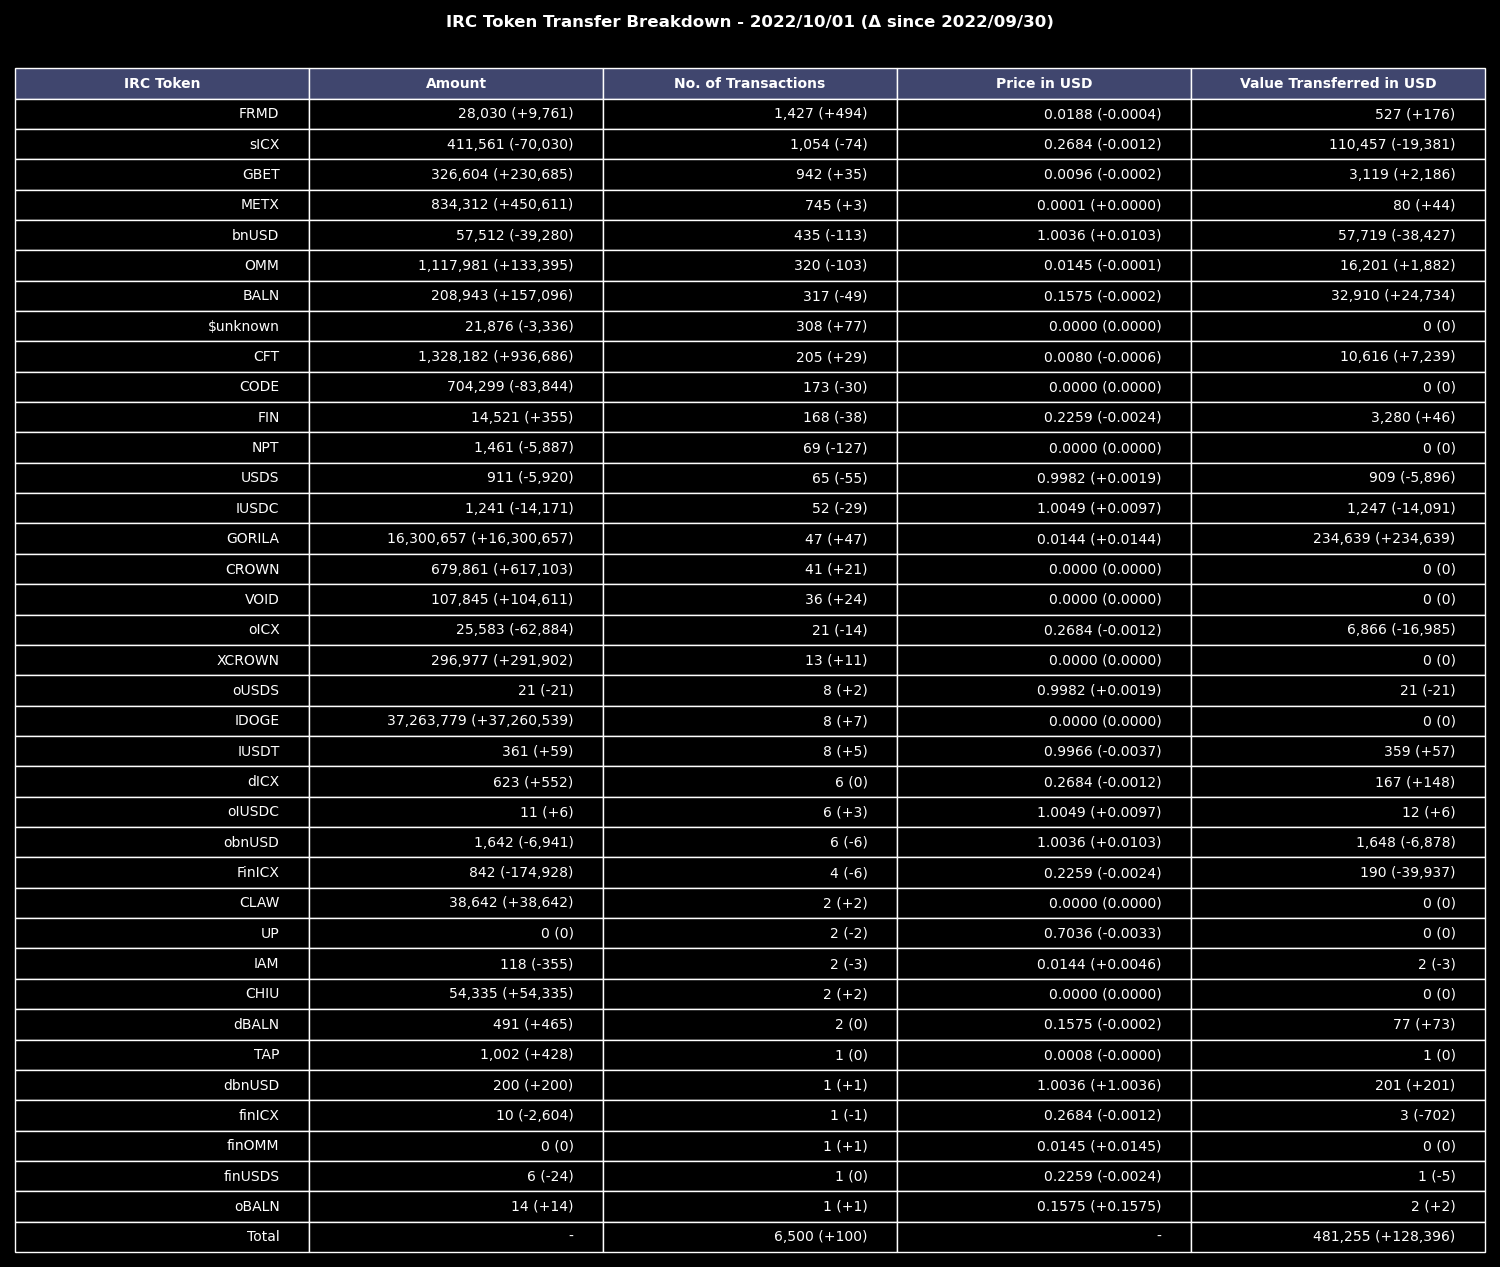 IRC Token Transfer Breakdown - 2022/10/01 (Δ since 2022/09/30)
IRC Token Amount No. of Transactions Price in USD Value Transferred in USD
FRMD 28,030 (+9,761) 1,427 (+494) 0.0188 (-0.0004) 527 (+176)
sICX 411,561 (-70,030) 1,054 (-74) 0.2684 (-0.0012) 110,457 (-19,381)
GBET 326,604 (+230,685) 942 (+35) 0.0096 (-0.0002) 3,119 (+2,186)
METX 834,312 (+450,611) 745 (+3) 0.0001 (+0.0000) 80 (+44)
bnUSD 57,512 (-39,280) 435 (-113) 1.0036 (+0.0103) 57,719 (-38,427)
OMM 1,117,981 (+133,395) 320 (-103) 0.0145 (-0.0001) 16,201 (+1,882)
BALN 208,943 (+157,096) 317 (-49) 0.1575 (-0.0002) 32,910 (+24,734)
$unknown 21,876 (-3,336) 308 (+77) 0.0000 (0.0000) 0 (0)
CFT 1,328,182 (+936,686) 205 (+29) 0.0080 (-0.0006) 10,616 (+7,239)
CODE 704,299 (-83,844) 173 (-30) 0.0000 (0.0000) 0 (0)
FIN 14,521 (+355) 168 (-38) 0.2259 (-0.0024) 3,280 (+46)
NPT 1,461 (-5,887) 69 (-127) 0.0000 (0.0000) 0 (0)
USDS 911 (-5,920) 65 (-55) 0.9982 (+0.0019) 909 (-5,896)
IUSDC 1,241 (-14,171) 52 (-29) 1.0049 (+0.0097) 1,247 (-14,091)
GORILA 16,300,657 (+16,300,657) 47 (+47) 0.0144 (+0.0144) 234,639 (+234,639)
CROWN 679,861 (+617,103) 41 (+21) 0.0000 (0.0000) 0 (0)
VOID 107,845 (+104,611) 36 (+24) 0.0000 (0.0000) 0 (0)
oICX 25,583 (-62,884) 21 (-14) 0.2684 (-0.0012) 6,866 (-16,985)
XCROWN 296,977 (+291,902) 13 (+11) 0.0000 (0.0000) 0 (0)
oUSDS 21 (-21) 8 (+2) 0.9982 (+0.0019) 21 (-21)
IDOGE 37,263,779 (+37,260,539) 8 (+7) 0.0000 (0.0000) 0 (0)
IUSDT 361 (+59) 8 (+5) 0.9966 (-0.0037) 359 (+57)
dICX 623 (+552) 6 (0) 0.2684 (-0.0012) 167 (+148)
oIUSDC 11 (+6) 6 (+3) 1.0049 (+0.0097) 12 (+6)
obnUSD 1,642 (-6,941) 6 (-6) 1.0036 (+0.0103) 1,648 (-6,878)
FinICX 842 (-174,928) 4 (-6) 0.2259 (-0.0024) 190 (-39,937)
CLAW 38,642 (+38,642) 2 (+2) 0.0000 (0.0000) 0 (0)
UP 0 (0) 2 (-2) 0.7036 (-0.0033) 0 (0)
IAM 118 (-355) 2 (-3) 0.0144 (+0.0046) 2 (-3)
CHIU 54,335 (+54,335) 2 (+2) 0.0000 (0.0000) 0 (0)
dBALN 491 (+465) 2 (0) 0.1575 (-0.0002) 77 (+73)
TAP 1,002 (+428) 1 (0) 0.0008 (-0.0000) 1 (0)
dbnUSD 200 (+200) 1 (+1) 1.0036 (+1.0036) 201 (+201)
finICX 10 (-2,604) 1 (-1) 0.2684 (-0.0012) 3 (-702)
finOMM 0 (0) 1 (+1) 0.0145 (+0.0145) 0 (0)
finUSDS 6 (-24) 1 (0) 0.2259 (-0.0024) 1 (-5)
oBALN 14 (+14) 1 (+1) 0.1575 (+0.1575) 2 (+2)
Total - 6,500 (+100) - 481,255 (+128,396)